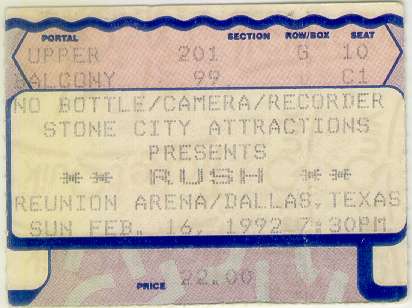 PORTAL SECTION ROW/BOX SEAT
UPPER 201 G 10
BALCONY 99 C1
NO BOTTLE/CAMERA/RECORDER
STONE CITY ATTRACTIONS
PRESENTS
** RUSH **
REUNION ARENA/DALLAS, TEXAS
SUN FEB. 16, 1992 7:30PM
PRICE 22.00